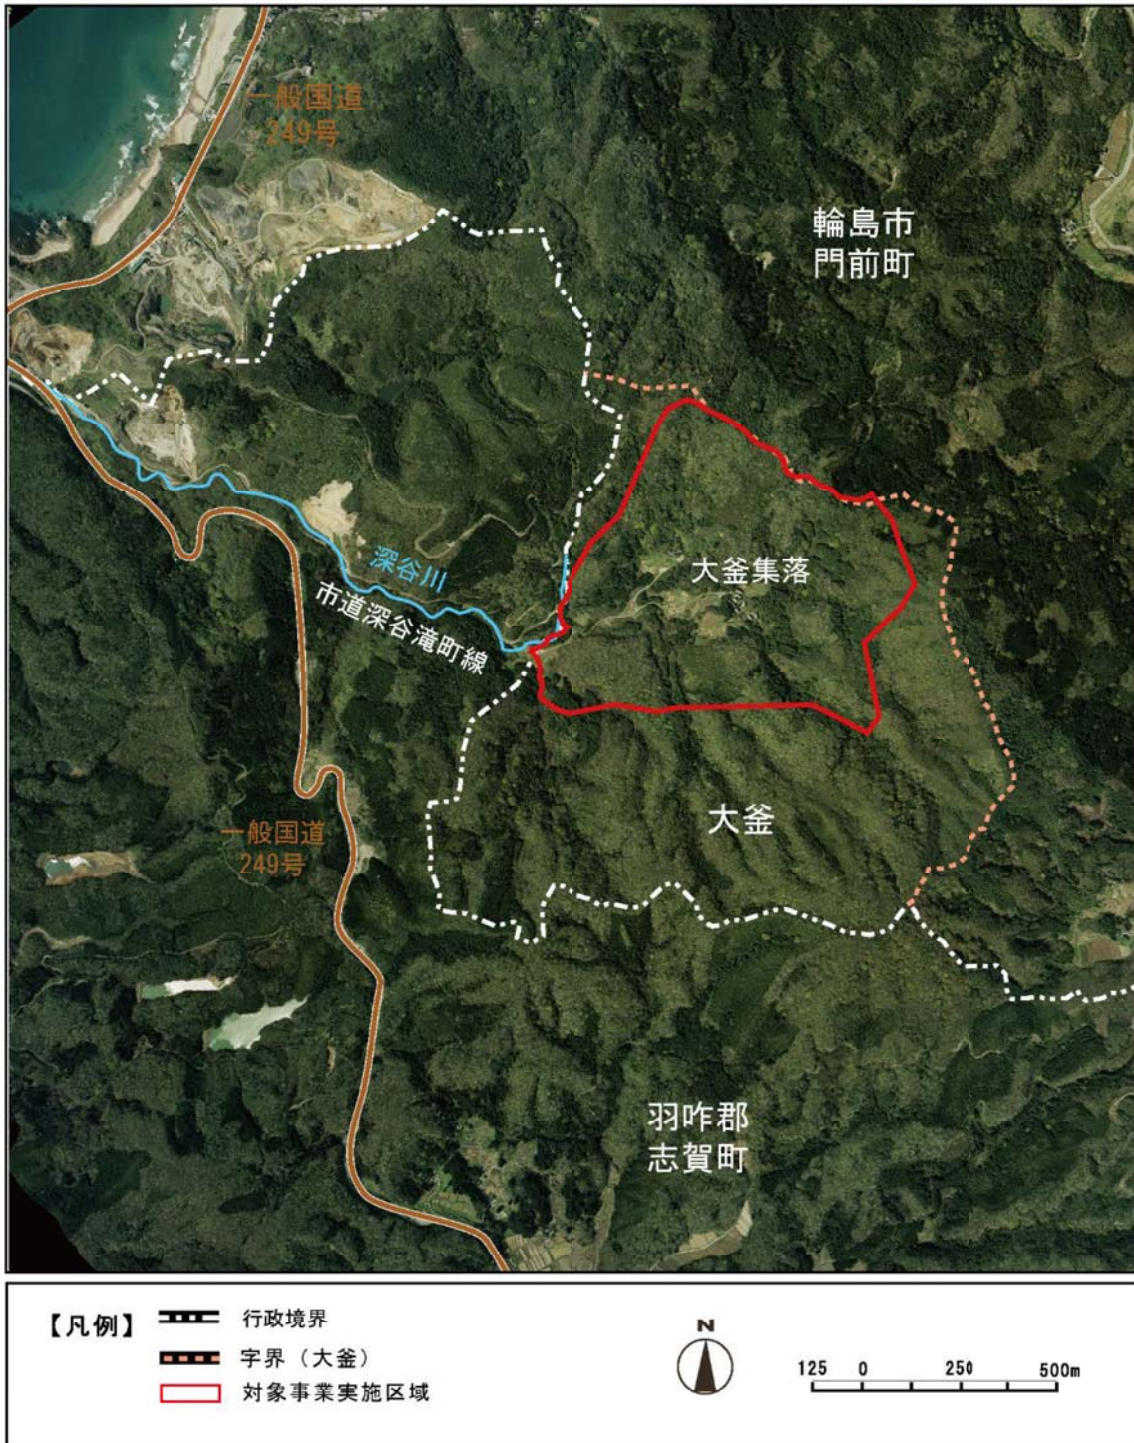 一般国道
249号
輪島市
門前町
深谷川
大釜集落
市道深谷滝町線
大釜
一般国道
249号
羽咋郡
志賀町
【凡例】
行政境界
字界（大釜）
対象事業実施区域
N
125 0 250 500m